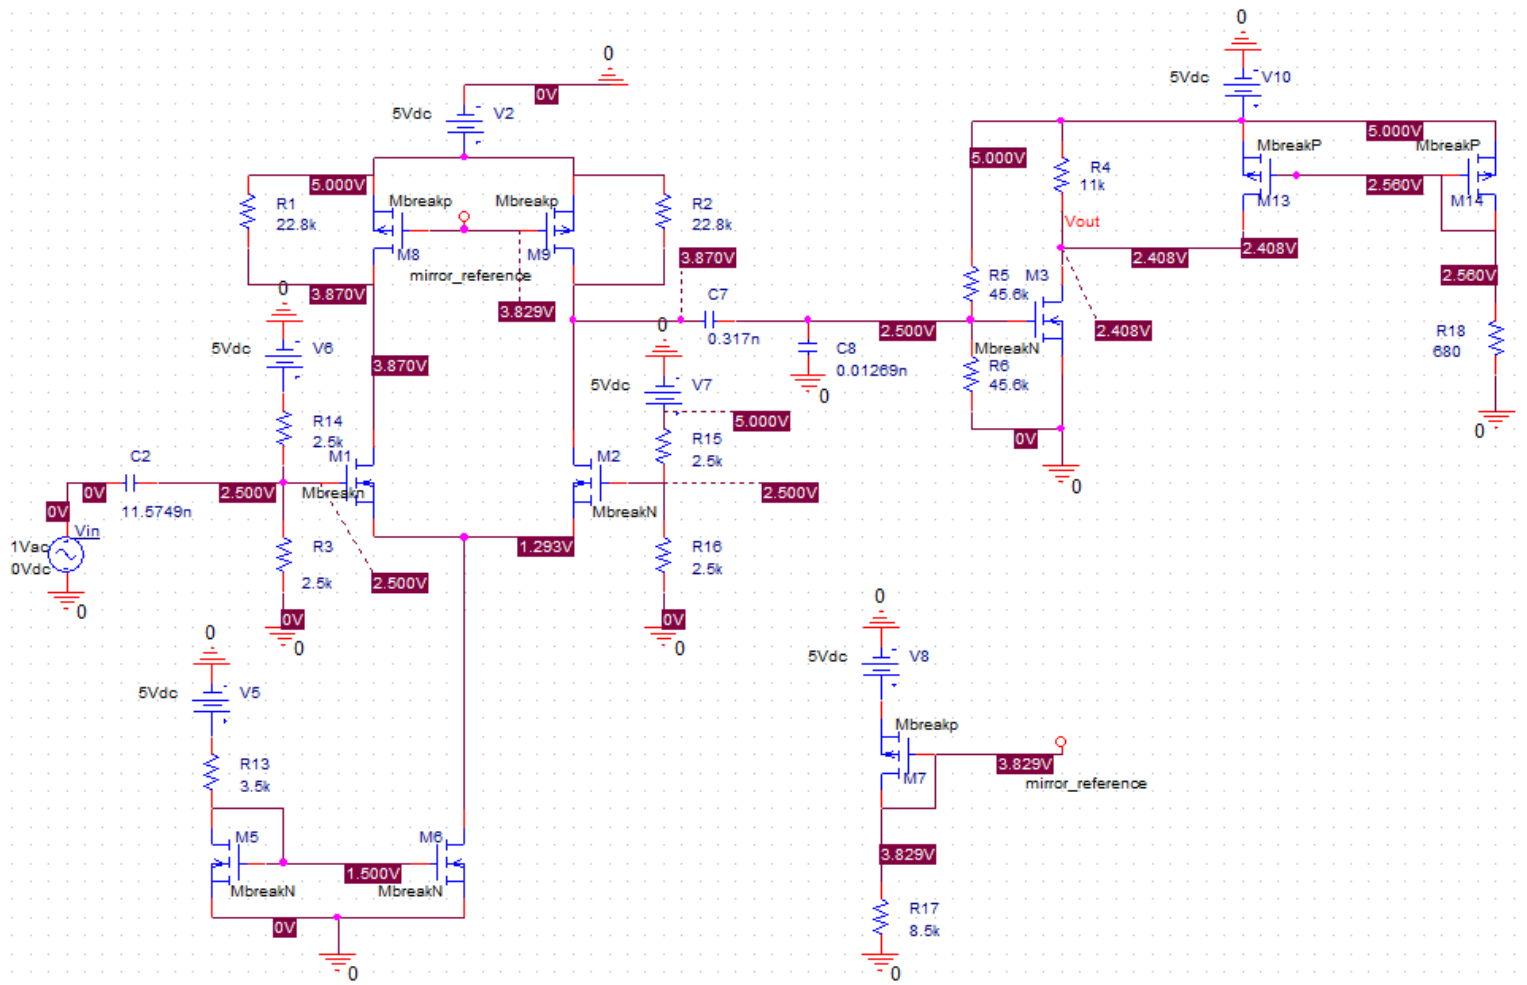 0
5Vdc
V10
0
0V
5Vdc
V2
5.000V
MbreakP
5.000V
MbreakP
R4
11k
2.560V
M13
M14
5.000V
R1
22.8k
Mbreakp
Mbreakp
R2
22.8k
M8
M9
mirror_reference
3.829V
3.870V
3.870V
Vout
2.408V
2.408V
2.408V
2.560V
R18
680
0
C7
0.317n
C8
0.01269n
0
2.500V
R5
45.6k
M3
MbreakN
R6
45.6k
0V
0
0
5Vdc
V6
3.870V
0
5Vdc
V7
5.000V
R14
2.5k
R15
2.5k
C2
11.5749n
0V
0V
2.500V
M1
Mbreakn
M2
MbreakN
2.500V
Vin
1Vac
0Vdc
0
R3
2.5k
2.500V
0V
0
1.293V
R16
2.5k
0V
0
0
5Vdc
V5
R13
3.5k
M5
MbreakN
1.500V
M6
MbreakN
0V
0
0
5Vdc
V8
Mbreakp
M7
3.829V
mirror_reference
3.829V
R17
8.5k
0